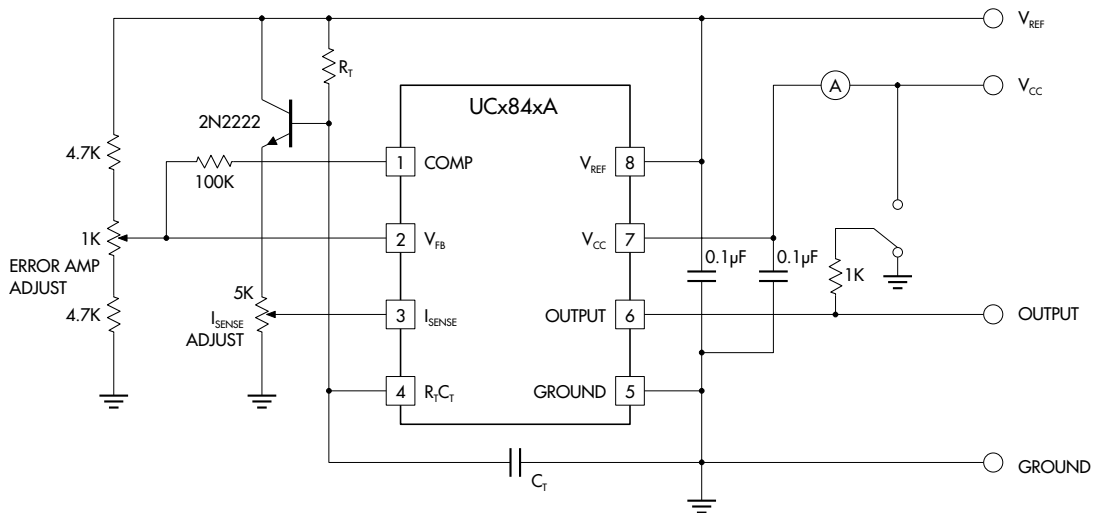 V_REF
R_T
A
V_CC
UCx84xA
2N2222
4.7K
100K
1 COMP
V_REF 8
1K
ERROR AMP
ADJUST
2 V_FB
V_CC 7
0.1µF
0.1µF
1K
4.7K
5K
I_SENSE
ADJUST
3 I_SENSE
OUTPUT 6
OUTPUT
4 R_TC_T
GROUND 5
C_T
GROUND